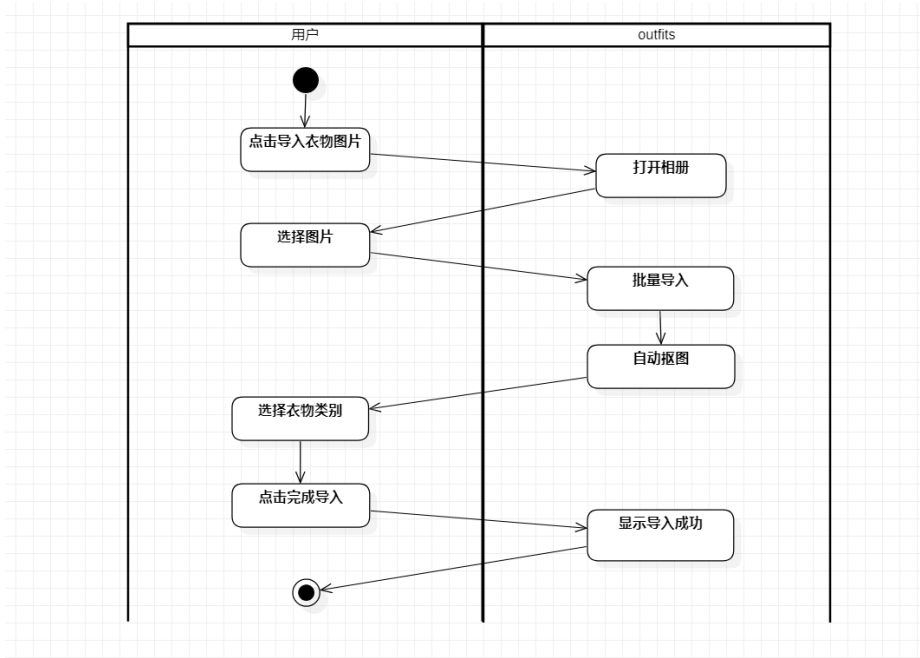 用户
outfits
点击导入衣物图片
打开相册
选择图片
批量导入
自动抠图
选择衣物类别
点击完成导入
显示导入成功